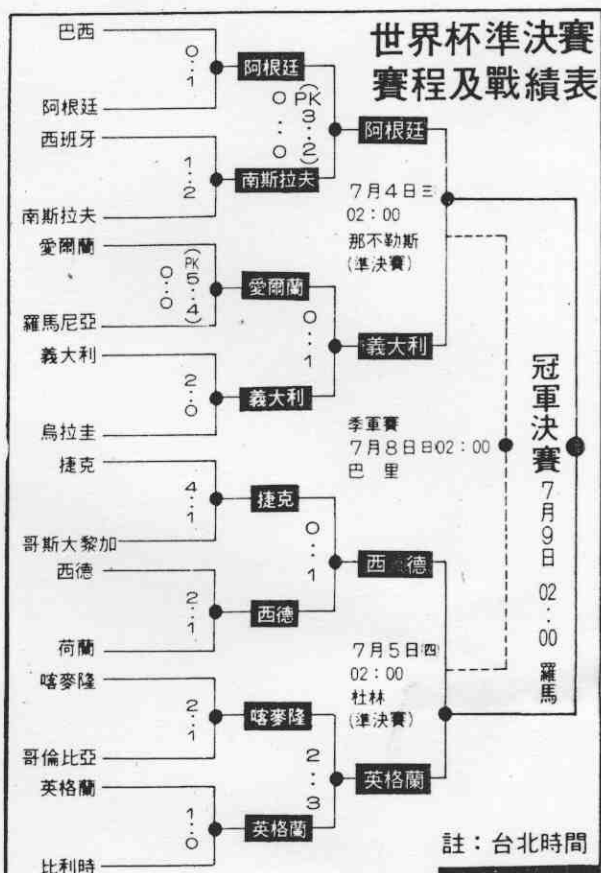 世界杯準決賽
賽程及戰績表
巴西
○：1
阿根廷
西班牙
1：2
南斯拉夫
愛爾蘭
○：○
(PK 5：4)
羅馬尼亞
義大利
2：○
烏拉圭
捷克
4：1
哥斯大黎加
西德
2：1
荷蘭
喀麥隆
2：1
哥倫比亞
英格蘭
1：○
比利時
阿根廷
○：○
(PK 3：2)
南斯拉夫
愛爾蘭
○：1
義大利
捷克
○：1
西德
喀麥隆
2：3
英格蘭
阿根廷
7月4日三
02：00
那不勒斯
(準決賽)
義大利
季軍賽
7月8日日02：00
巴里
西德
7月5日四
02：00
杜林
(準決賽)
英格蘭
冠軍決賽 7月9日 02：00 羅馬
註：台北時間